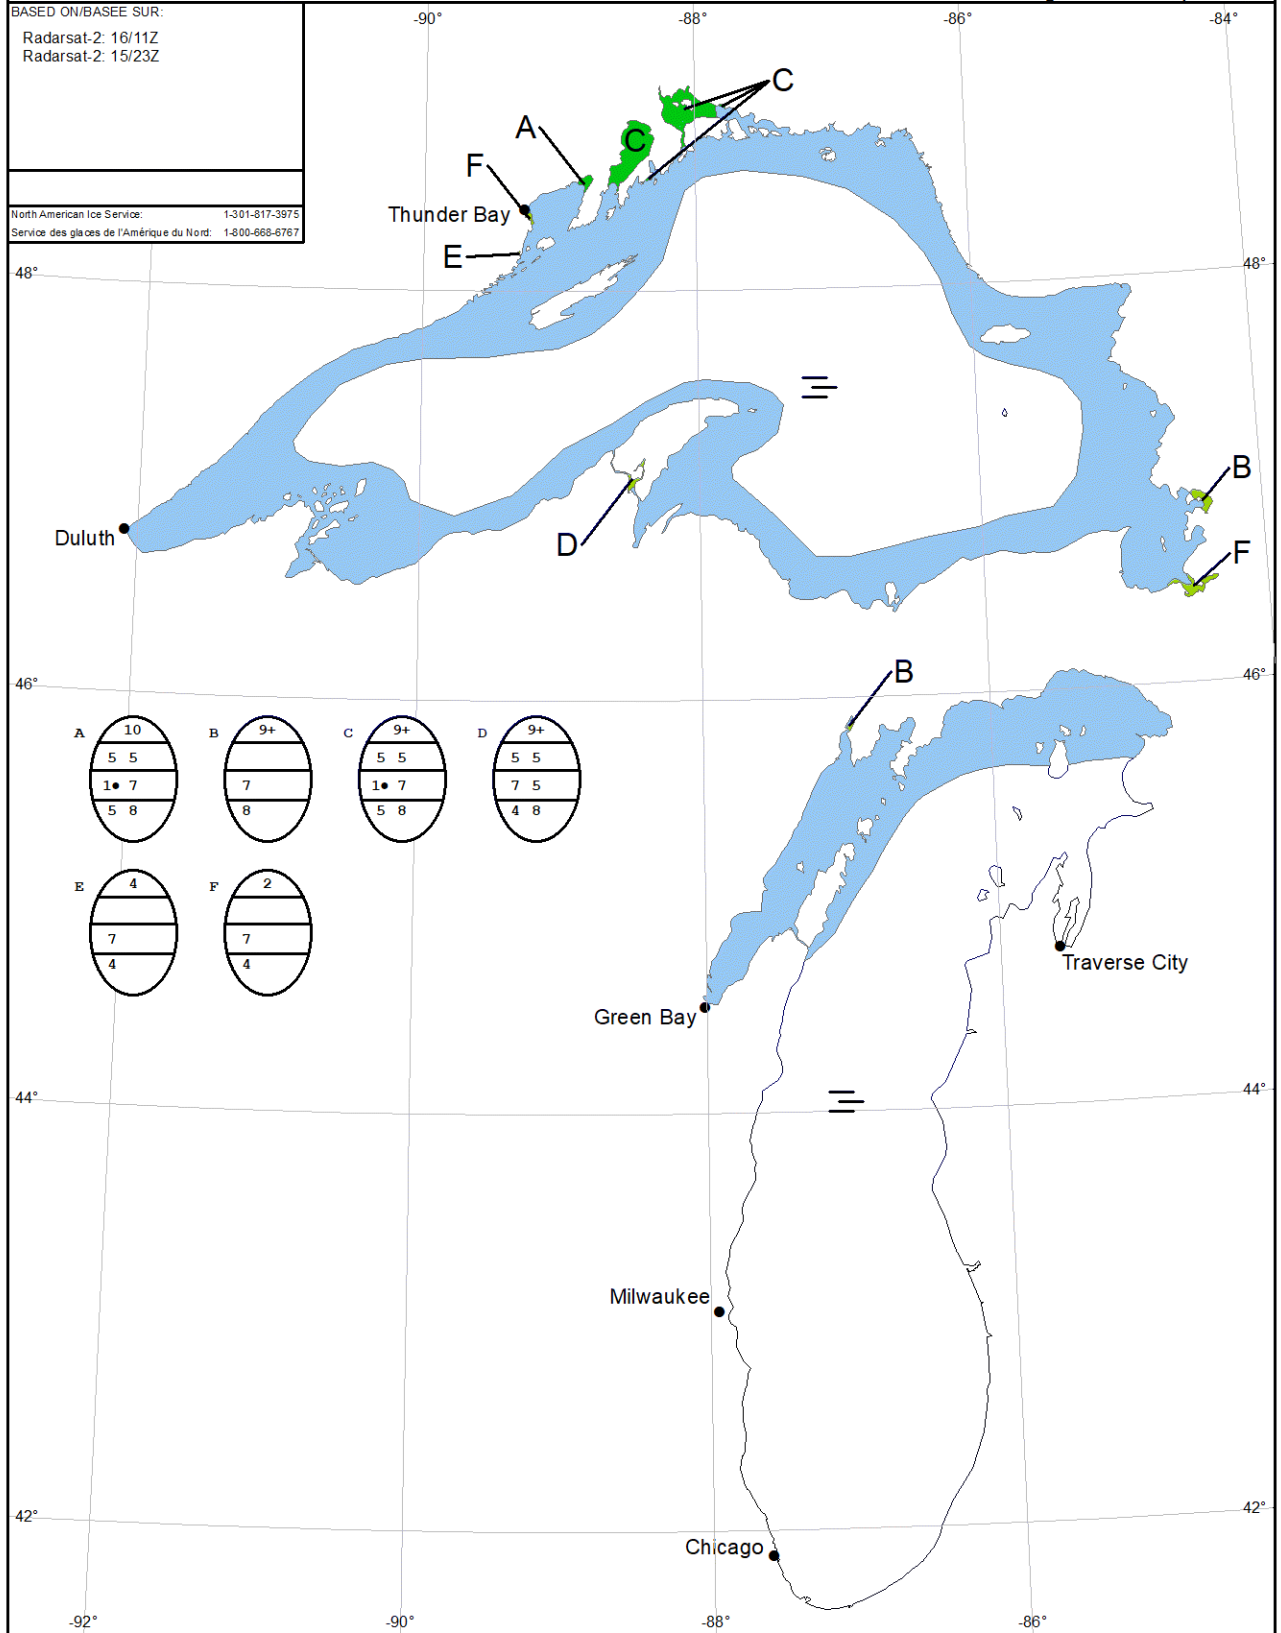 BASED ON/BASEE SUR:
Radarsat-2: 16/11Z
Radarsat-2: 15/23Z
North American Ice Service: 1-301-817-3975
Service des glaces de l'Amérique du Nord: 1-800-668-6767
-90° -88° -86° -84°
C
A
C
F
Thunder Bay
E
48° 48°
B
Duluth
D
F
46° 46°
B
A 10
5 5
1• 7
5 8
B 9+
7
8
C 9+
5 5
1• 7
5 8
D 9+
5 5
7 5
4 8
E 4
7
4
F 2
7
4
Traverse City
Green Bay
44° 44°
Milwaukee
42° 42°
Chicago
-92° -90° -88° -86°